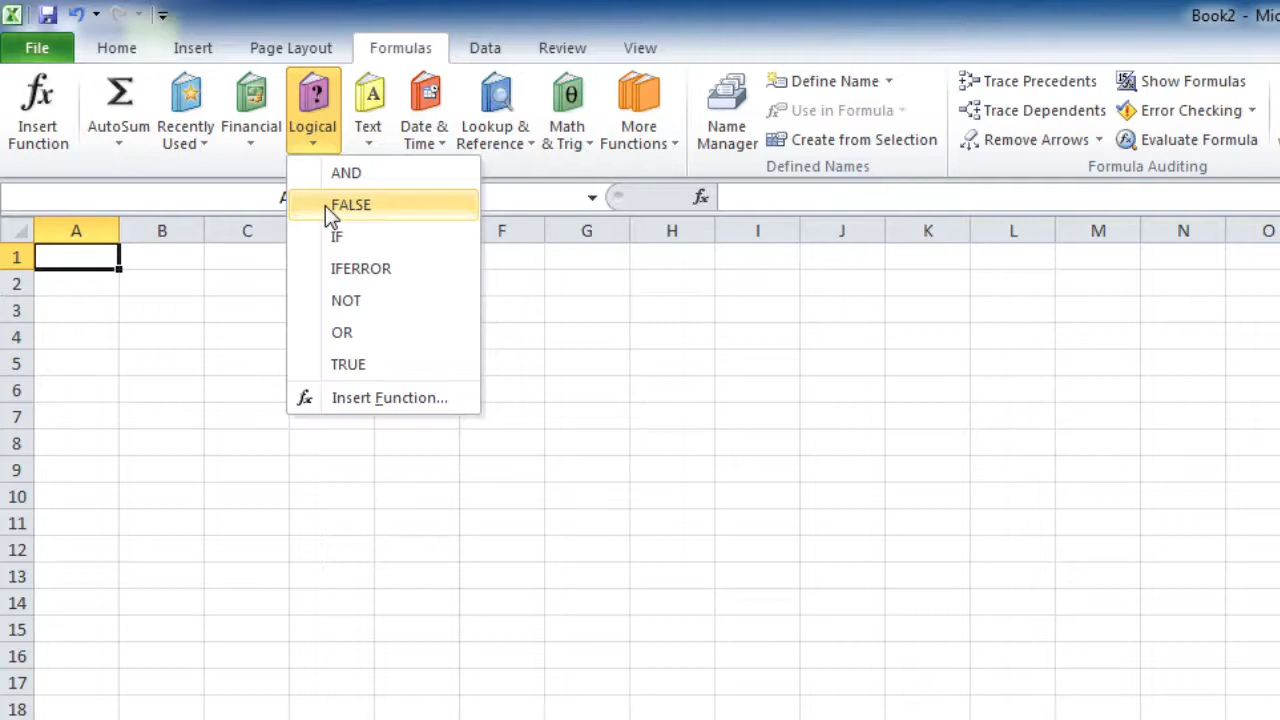 Book2 - Mic
File Home Insert Page Layout Formulas Data Review View
fx Insert Function
Σ AutoSum
Recently Used
Financial
Logical
Text
Date & Time
Lookup & Reference
Math & Trig
More Functions
Name Manager
Define Name
Use in Formula
Create from Selection
Defined Names
Trace Precedents
Trace Dependents
Remove Arrows
Show Formulas
Error Checking
Evaluate Formula
Formula Auditing
fx
AND
FALSE
IF
IFERROR
NOT
OR
TRUE
fx Insert Function...
A B C F G H I J K L M N O
1
2
3
4
5
6
7
8
9
10
11
12
13
14
15
16
17
18